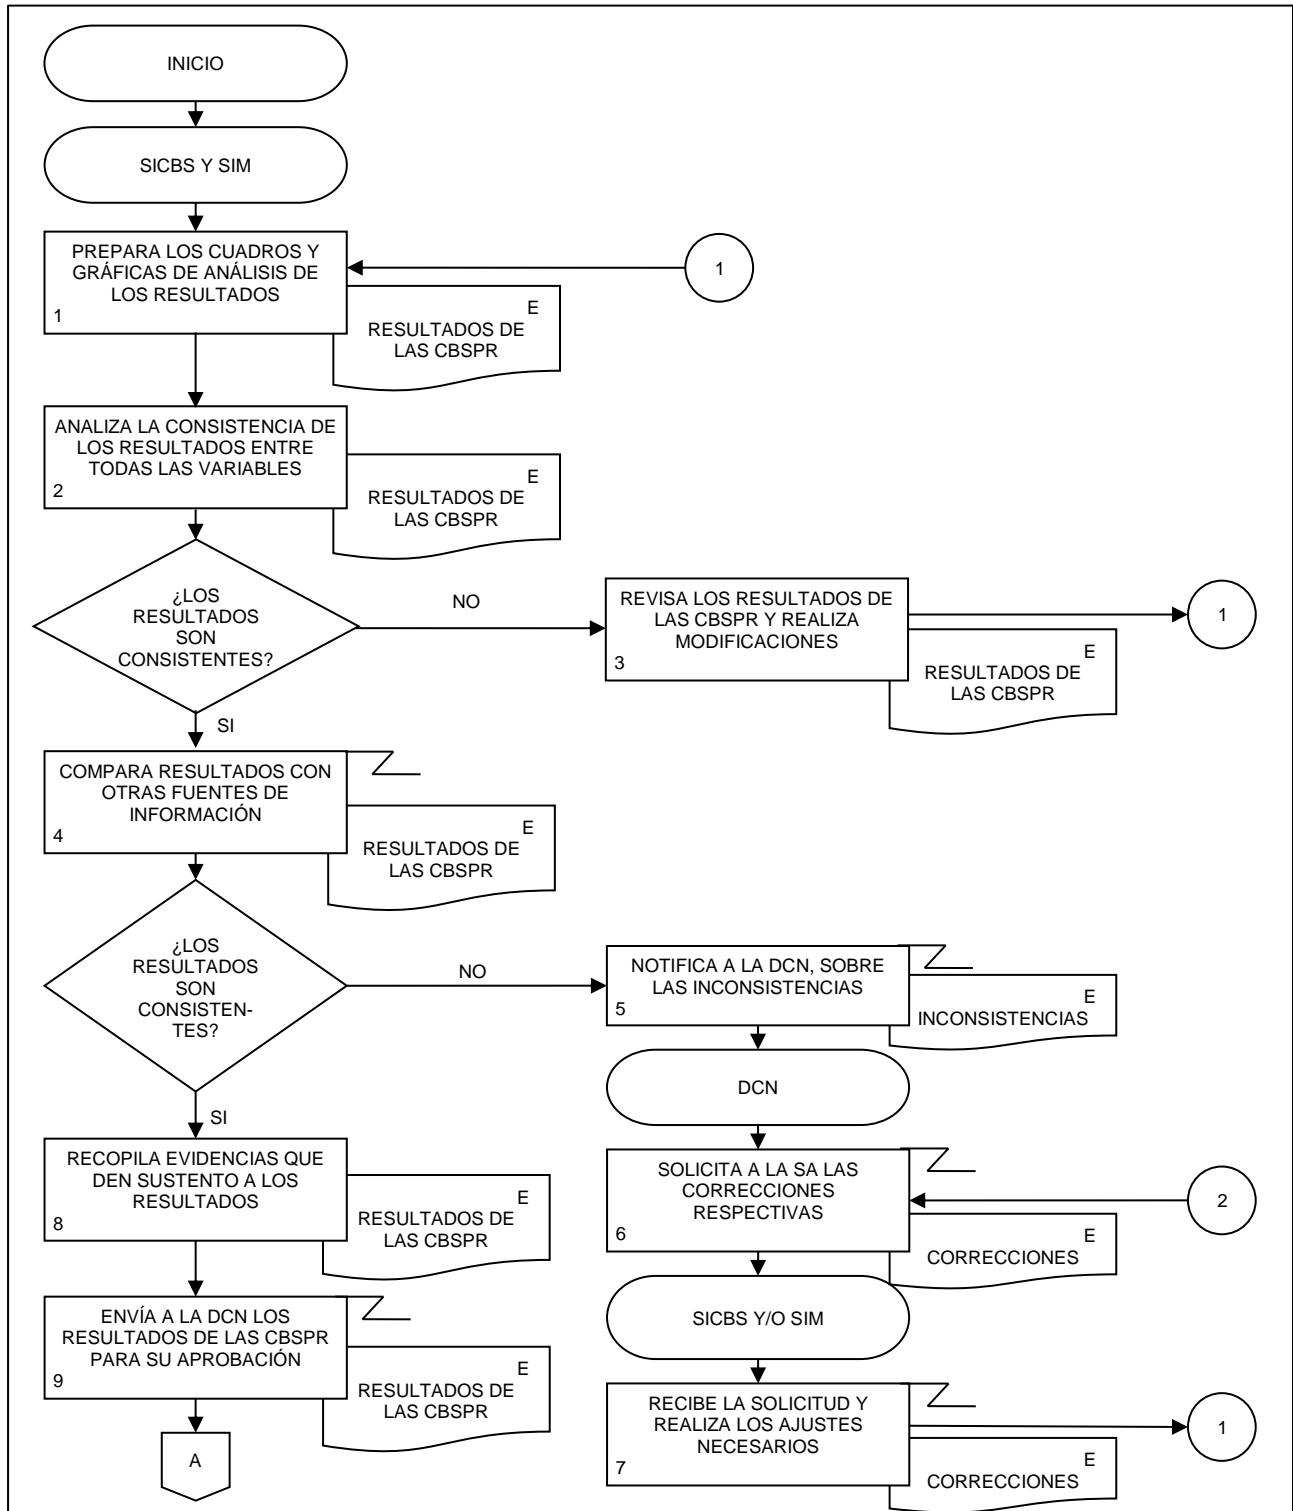 INICIO
SICBS Y SIM
PREPARA LOS CUADROS Y
GRÁFICAS DE ANÁLISIS DE
LOS RESULTADOS
1
E
RESULTADOS DE
LAS CBSPR
1
ANALIZA LA CONSISTENCIA DE
LOS RESULTADOS ENTRE
TODAS LAS VARIABLES
2
E
RESULTADOS DE
LAS CBSPR
¿LOS
RESULTADOS
SON
CONSISTENTES?
NO
REVISA LOS RESULTADOS DE
LAS CBSPR Y REALIZA
MODIFICACIONES
3
E
RESULTADOS DE
LAS CBSPR
1
SI
COMPARA RESULTADOS CON
OTRAS FUENTES DE
INFORMACIÓN
4
E
RESULTADOS DE
LAS CBSPR
¿LOS
RESULTADOS
SON
CONSISTEN-
TES?
NO
NOTIFICA A LA DCN, SOBRE
LAS INCONSISTENCIAS
5
E
INCONSISTENCIAS
DCN
SOLICITA A LA SA LAS
CORRECCIONES
RESPECTIVAS
6
E
CORRECCIONES
2
SICBS Y/O SIM
RECIBE LA SOLICITUD Y
REALIZA LOS AJUSTES
NECESARIOS
7
E
CORRECCIONES
1
SI
RECOPILA EVIDENCIAS QUE
DEN SUSTENTO A LOS
RESULTADOS
8
E
RESULTADOS DE
LAS CBSPR
ENVÍA A LA DCN LOS
RESULTADOS DE LAS CBSPR
PARA SU APROBACIÓN
9
E
RESULTADOS DE
LAS CBSPR
A